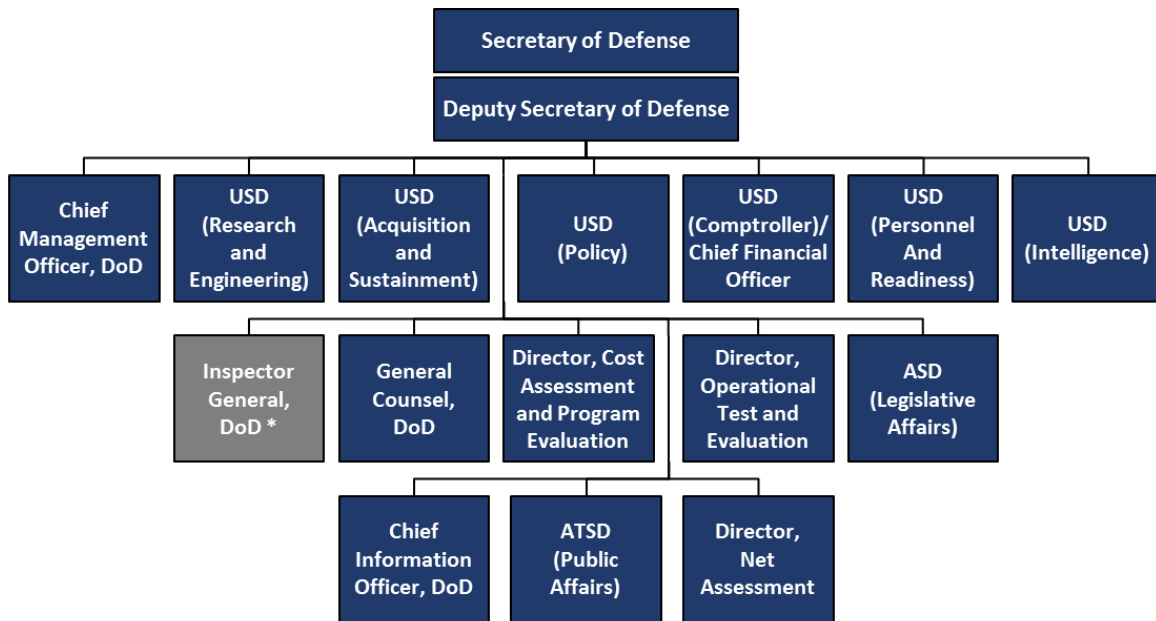 Secretary of Defense
Deputy Secretary of Defense
Chief
Management
Officer, DoD
USD
(Research
and
Engineering)
USD
(Acquisition
and
Sustainment)
USD
(Policy)
USD
(Comptroller)/
Chief Financial
Officer
USD
(Personnel
And
Readiness)
USD
(Intelligence)
Inspector
General,
DoD *
General
Counsel,
DoD
Director, Cost
Assessment
and Program
Evaluation
Director,
Operational
Test and
Evaluation
ASD
(Legislative
Affairs)
Chief
Information
Officer, DoD
ATSD
(Public
Affairs)
Director,
Net
Assessment